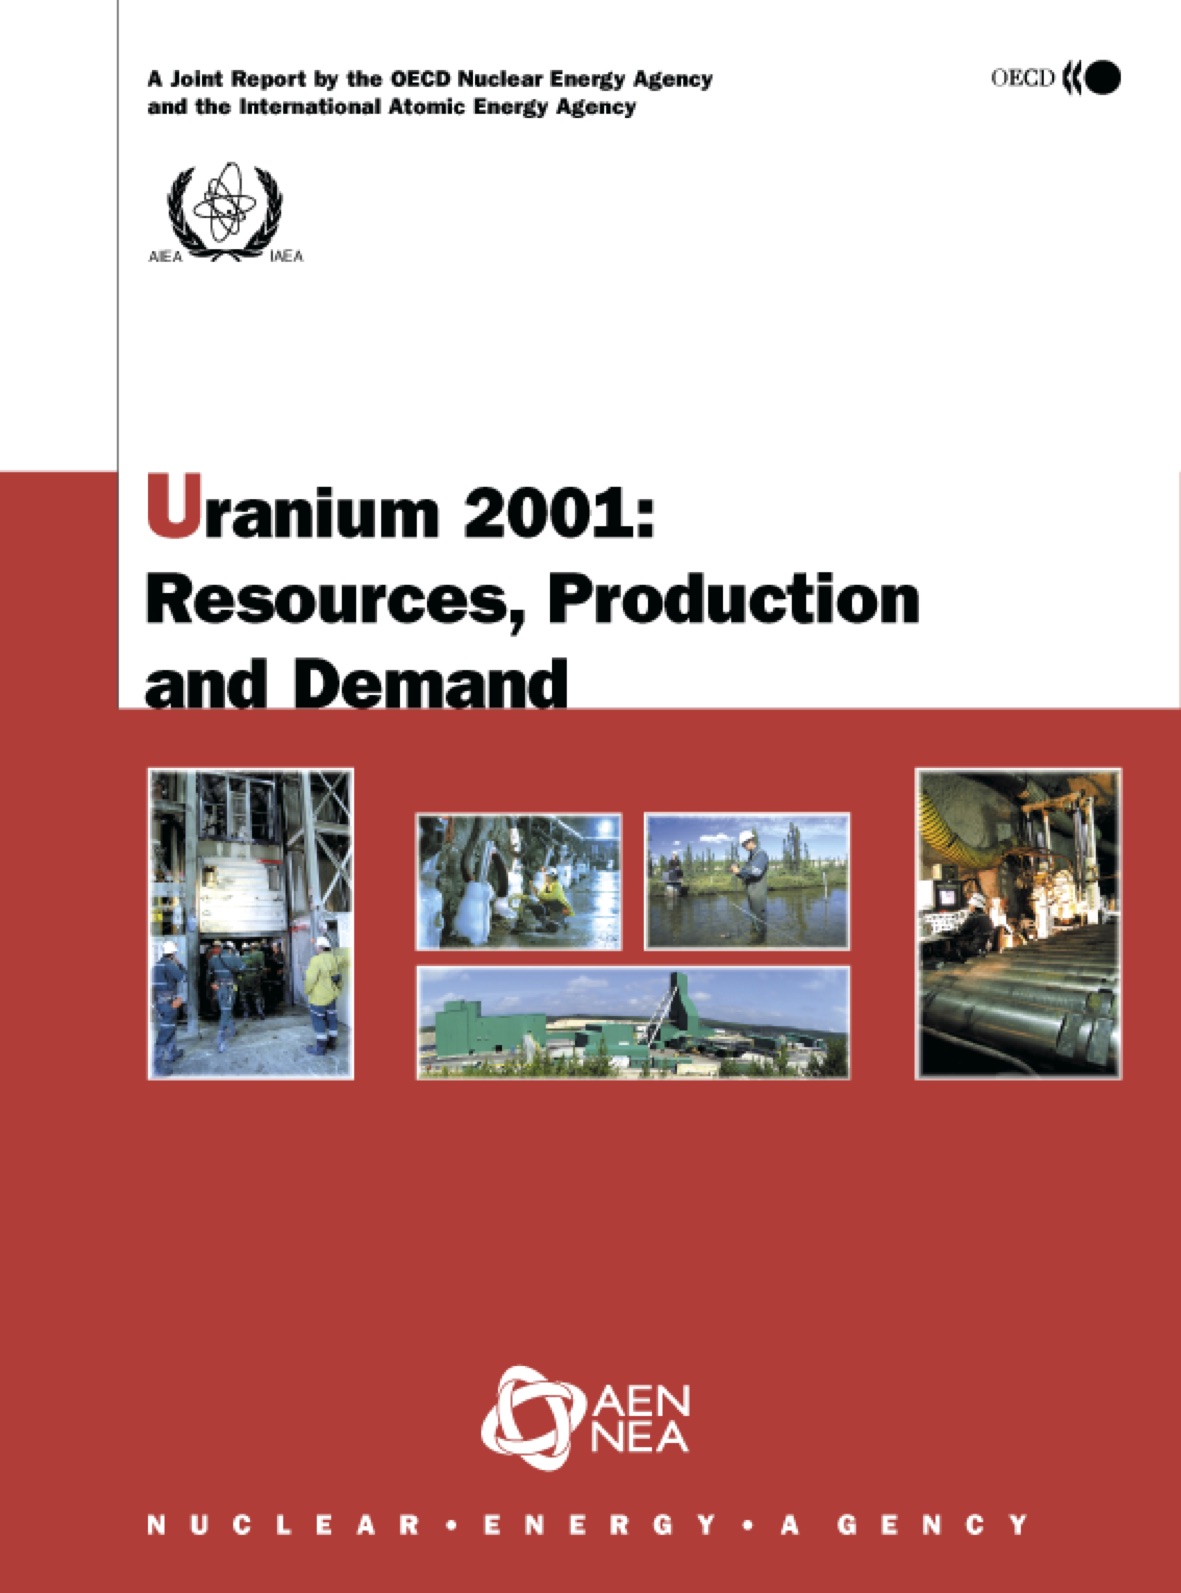 A Joint Report by the OECD Nuclear Energy Agency
and the International Atomic Energy Agency
OECD
AIEA IAEA
Uranium 2001:
Resources, Production
and Demand
AEN
NEA
NUCLEAR • ENERGY • AGENCY